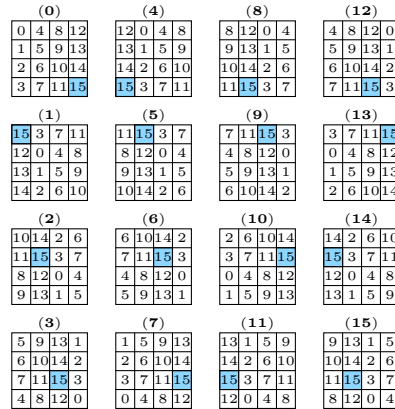 (0) (4) (8) (12)
0 4 8 12 12 0 4 8 8 12 0 4 4 8 12 0
1 5 9 13 13 1 5 9 9 13 1 5 5 9 13 1
2 6 10 14 14 2 6 10 10 14 2 6 6 10 14 2
3 7 11 15 15 3 7 11 11 15 3 7 7 11 15 3
(1) (5) (9) (13)
15 3 7 11 11 15 3 7 7 11 15 3 3 7 11 15
12 0 4 8 8 12 0 4 4 8 12 0 0 4 8 12
13 1 5 9 9 13 1 5 5 9 13 1 1 5 9 13
14 2 6 10 10 14 2 6 6 10 14 2 2 6 10 14
(2) (6) (10) (14)
10 14 2 6 6 10 14 2 2 6 10 14 14 2 6 10
11 15 3 7 7 11 15 3 3 7 11 15 15 3 7 11
8 12 0 4 4 8 12 0 0 4 8 12 12 0 4 8
9 13 1 5 5 9 13 1 1 5 9 13 13 1 5 9
(3) (7) (11) (15)
5 9 13 1 1 5 9 13 13 1 5 9 9 13 1 5
6 10 14 2 2 6 10 14 14 2 6 10 10 14 2 6
7 11 15 3 3 7 11 15 15 3 7 11 11 15 3 7
4 8 12 0 0 4 8 12 12 0 4 8 8 12 0 4